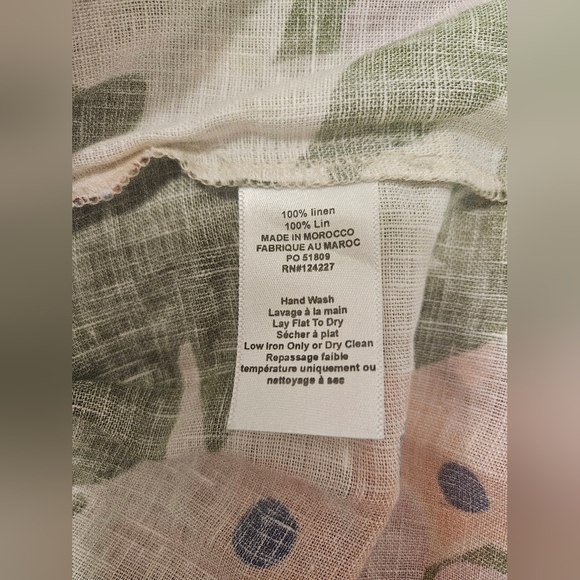 100% linen
100% Lin
MADE IN MOROCCO
FABRIQUE AU MAROC
PO 51809
RN#124227
Hand Wash
Lavage à la main
Lay Flat To Dry
Sécher à plat
Low Iron Only or Dry Clean
Repassage faible
température uniquement ou
nettoyage à sec